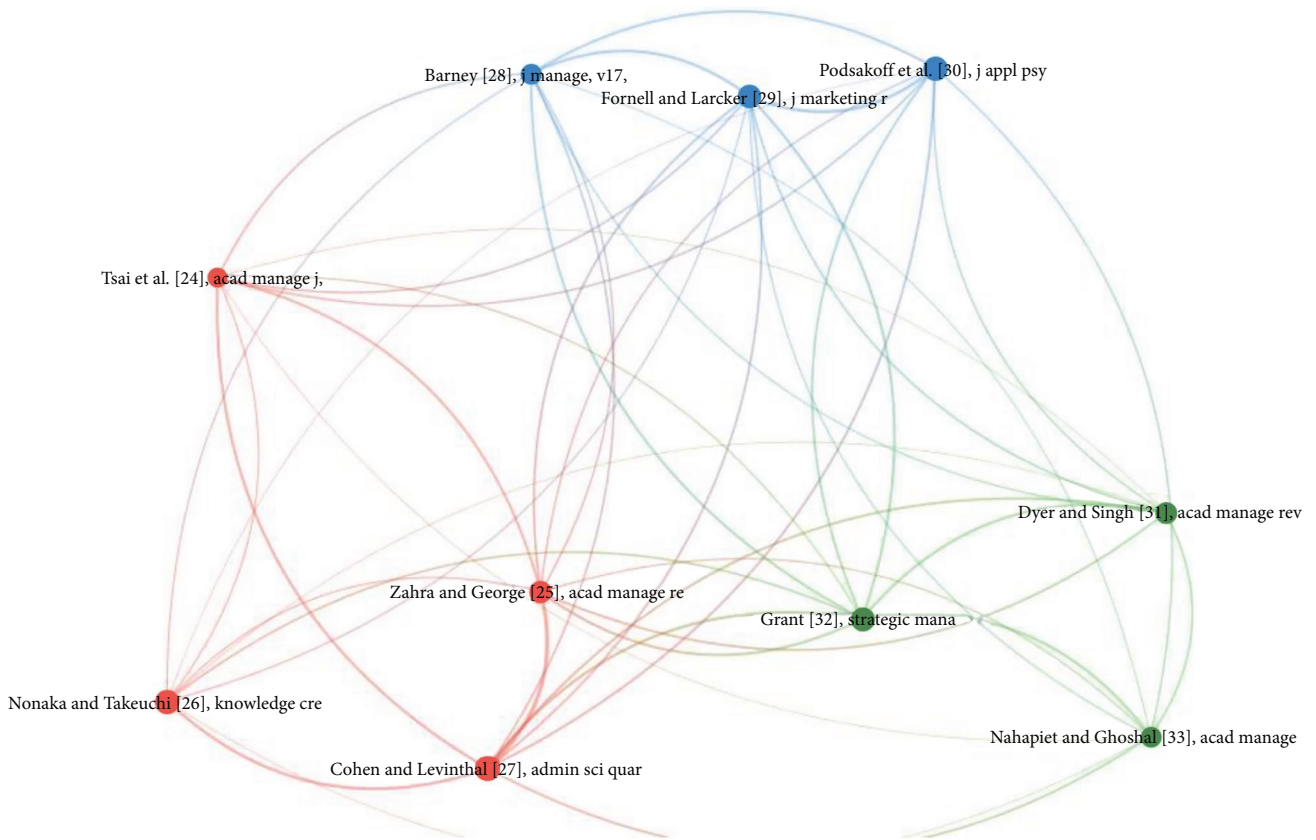 Barney [28], j manage, v17,
Podsakoff et al. [30], j appl psy
Fornell and Larcker [29], j marketing r
Tsai et al. [24], acad manage j,
Dyer and Singh [31], acad manage rev
Zahra and George [25], acad manage re
Grant [32], strategic mana
Nonaka and Takeuchi [26], knowledge cre
Nahapiet and Ghoshal [33], acad manage
Cohen and Levinthal [27], admin sci quar